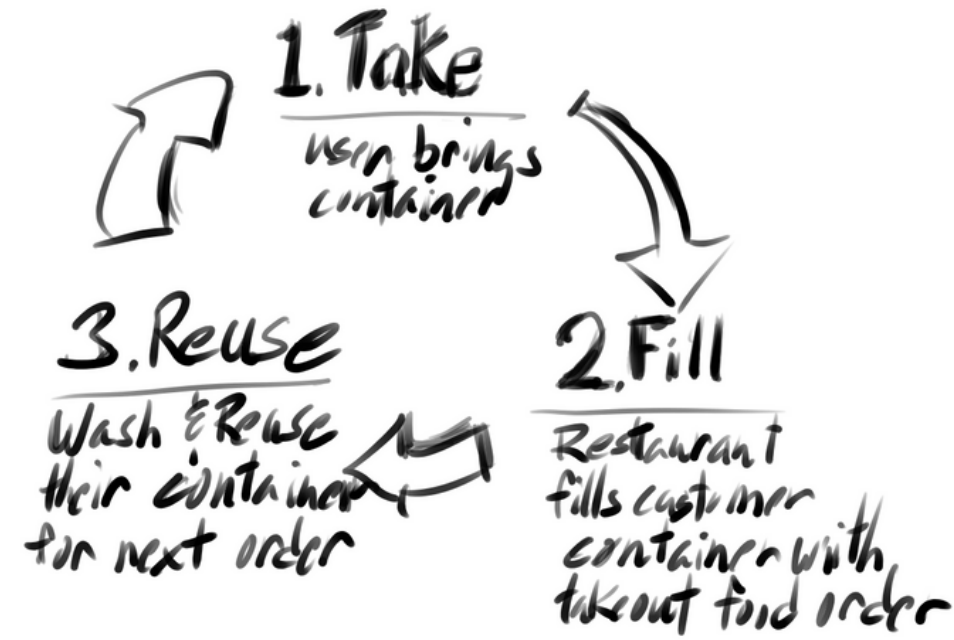 1. Take
user brings
container
2. Fill
Restaurant
fills customer
container with
takeout food order
3. Reuse
Wash & Reuse
their container
for next order